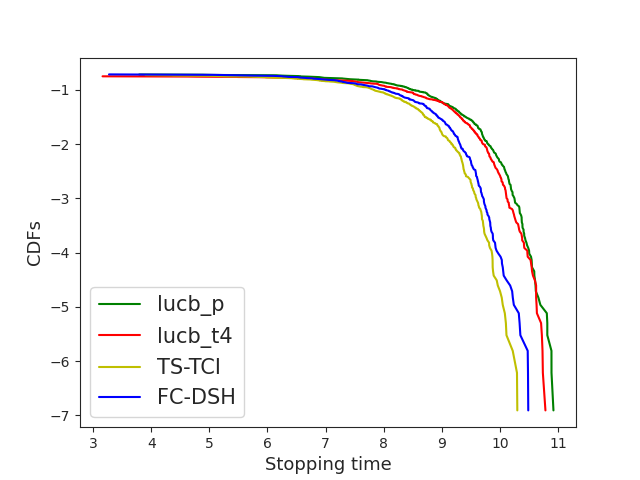 CDFs
−1
−2
−3
−4
−5
−6
−7
lucb_p
lucb_t4
TS-TCI
FC-DSH
3 4 5 6 7 8 9 10 11
Stopping time